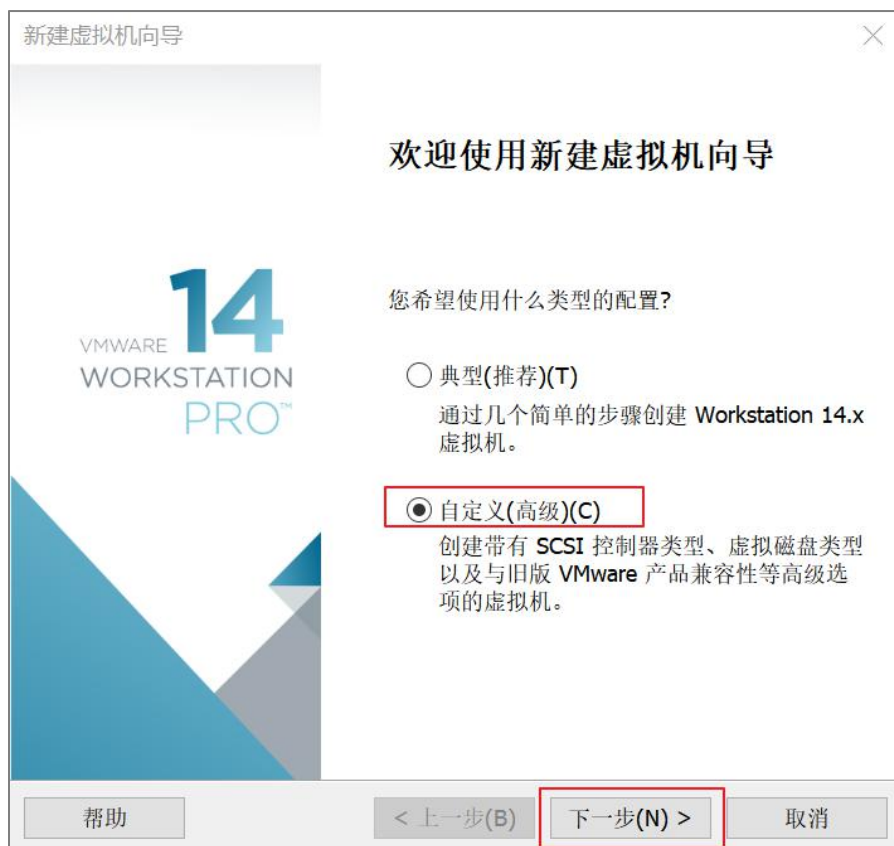 新建虚拟机向导
欢迎使用新建虚拟机向导
14
VMWARE
WORKSTATION
PRO™
您希望使用什么类型的配置?
典型(推荐)(T)
通过几个简单的步骤创建 Workstation 14.x
虚拟机。
自定义(高级)(C)
创建带有 SCSI 控制器类型、虚拟磁盘类型
以及与旧版 VMware 产品兼容性等高级选
项的虚拟机。
帮助
< 上一步(B)
下一步(N) >
取消